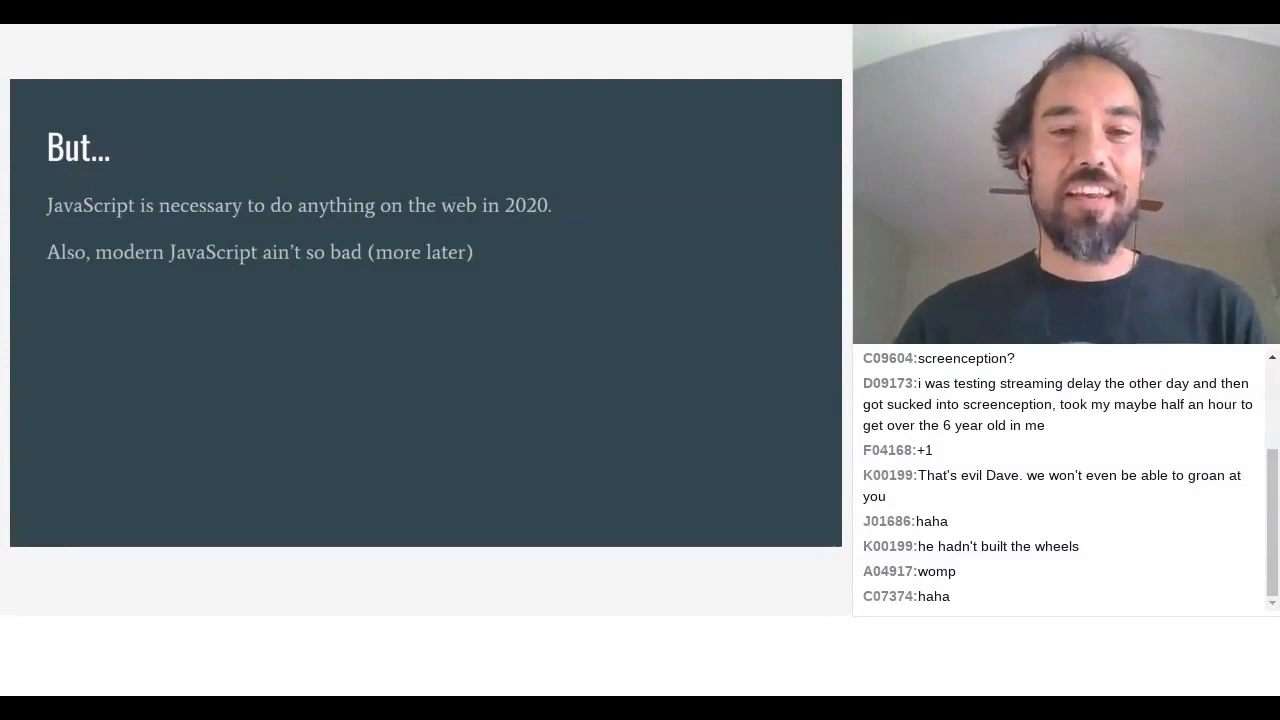 But...
JavaScript is necessary to do anything on the web in 2020.
Also, modern JavaScript ain't so bad (more later)
C09604:screenception?
D09173:i was testing streaming delay the other day and then
got sucked into screenception, took my maybe half an hour to
get over the 6 year old in me
F04168:+1
K00199:That's evil Dave. we won't even be able to groan at
you
J01686:haha
K00199:he hadn't built the wheels
A04917:womp
C07374:haha